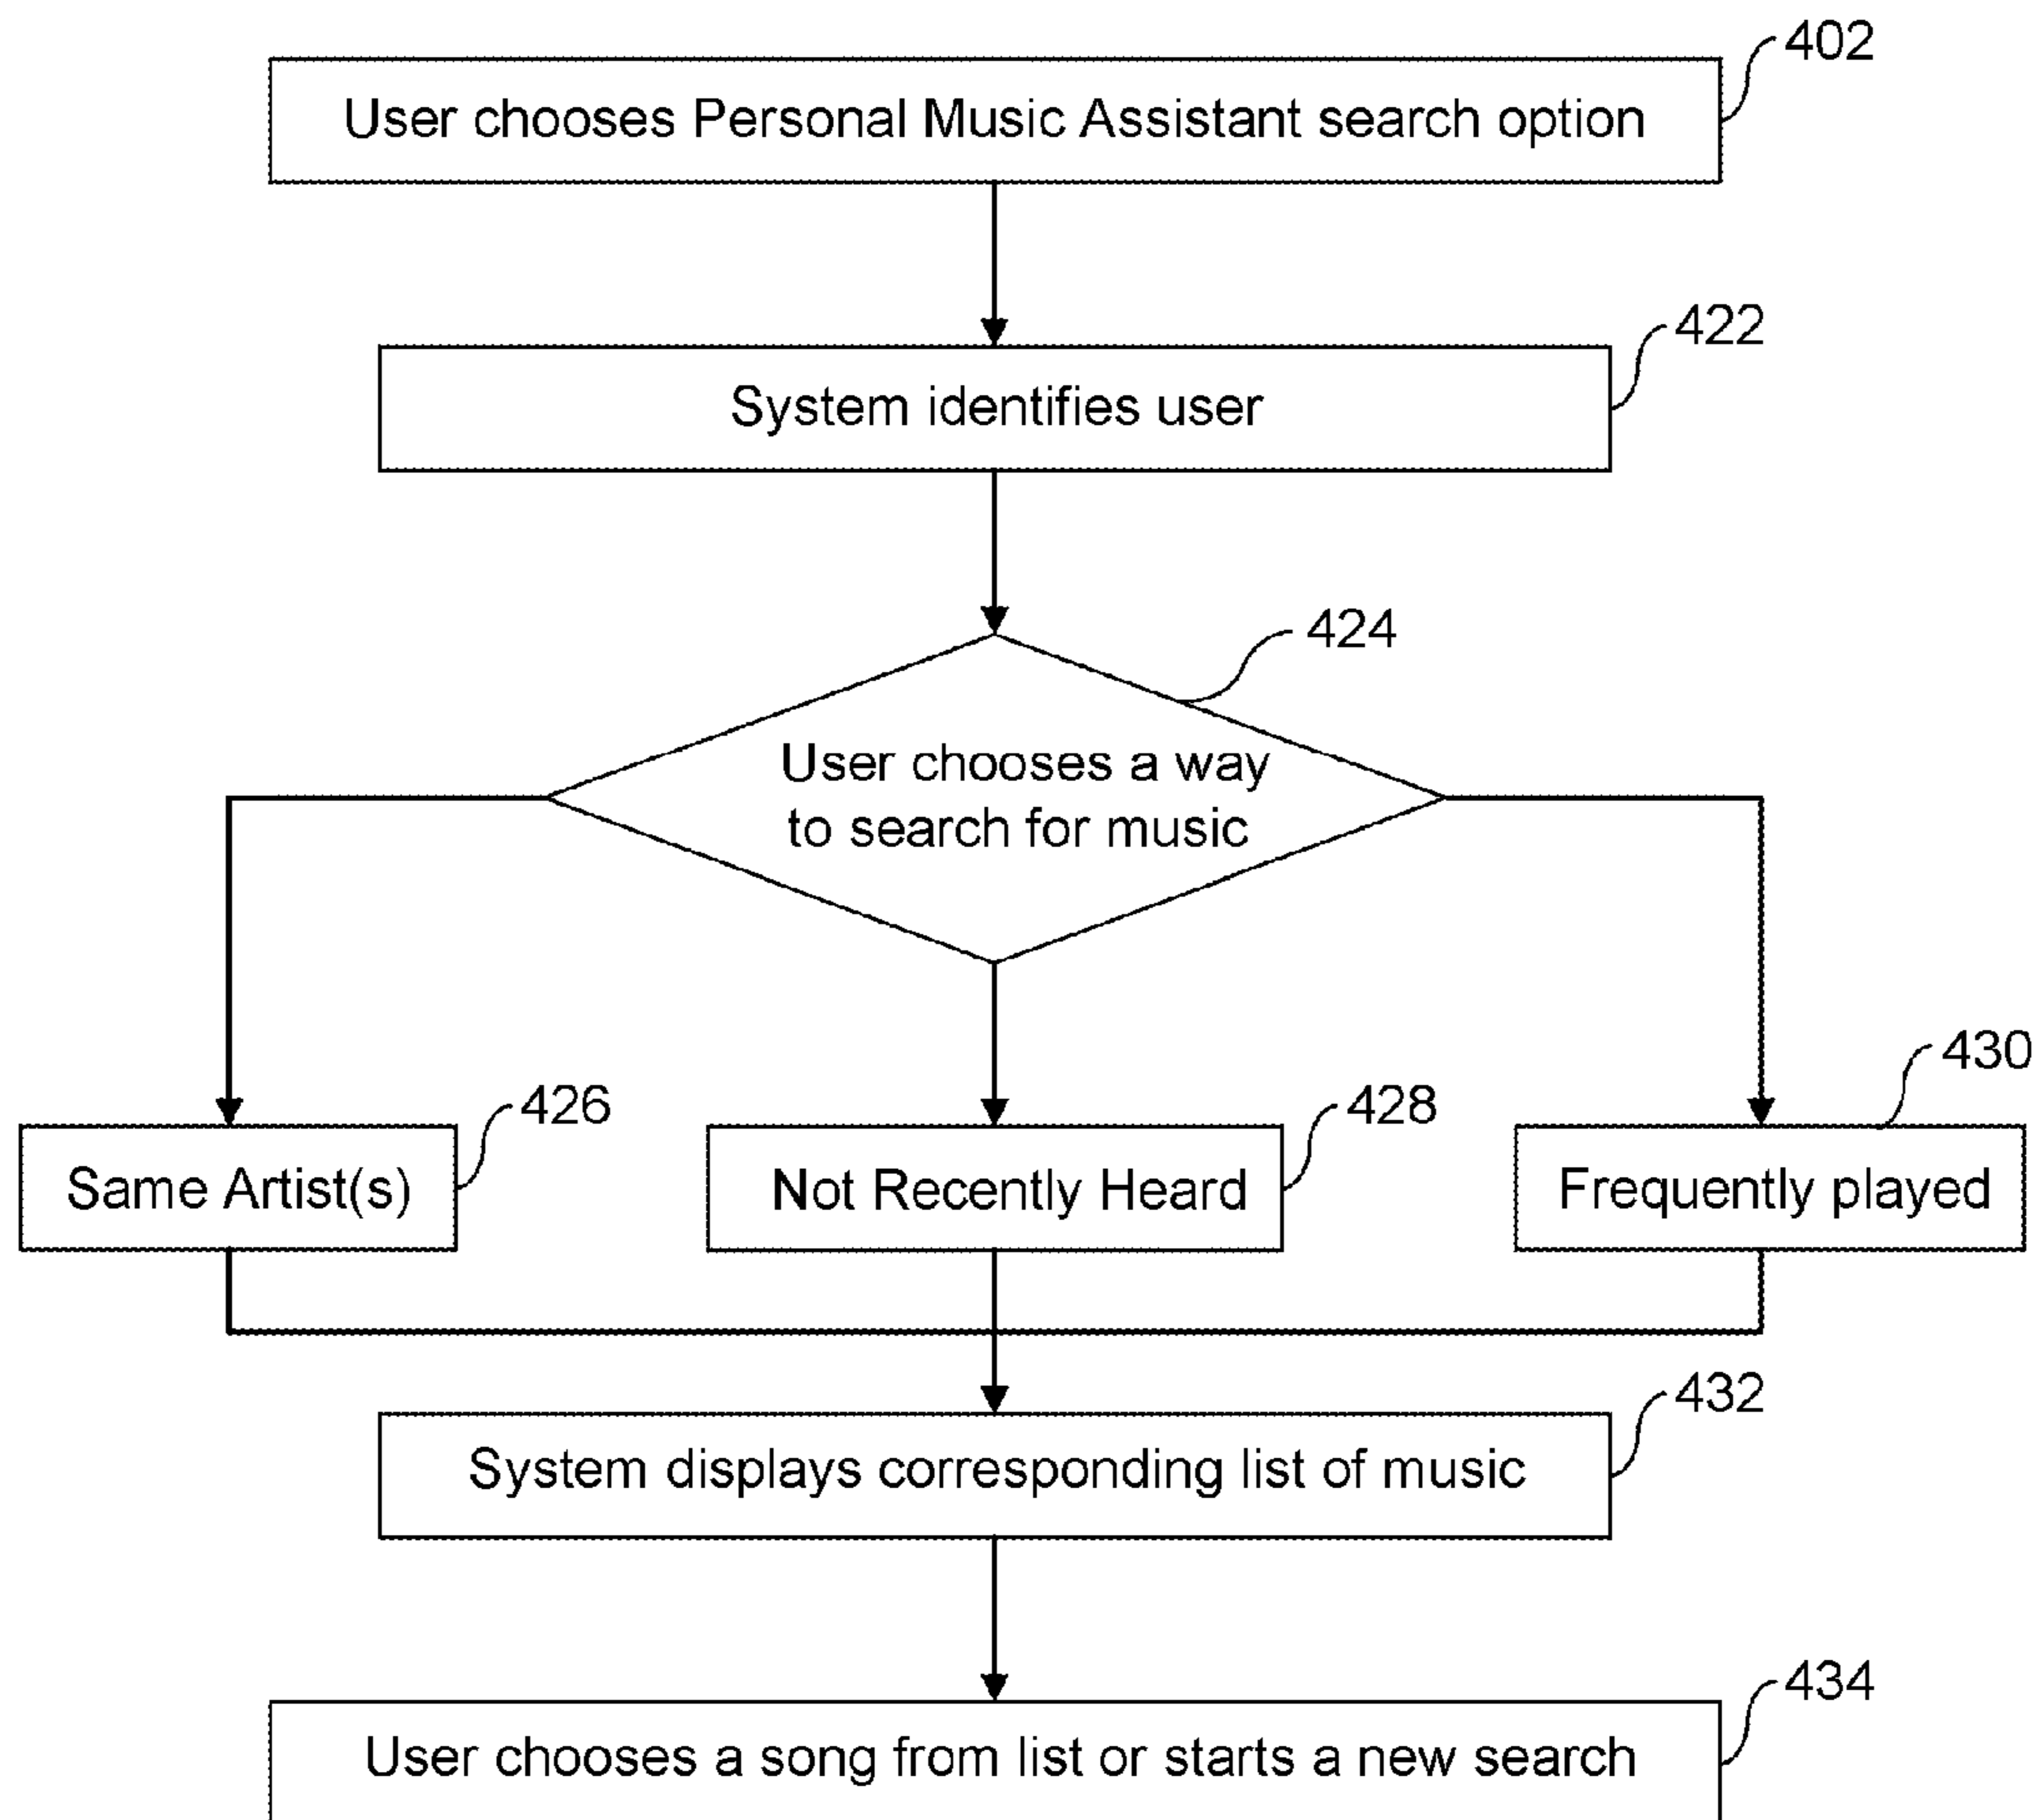 402
User chooses Personal Music Assistant search option
422
System identifies user
424
User chooses a way
to search for music
430
426
428
Same Artist(s)
Not Recently Heard
Frequently played
432
System displays corresponding list of music
434
User chooses a song from list or starts a new search